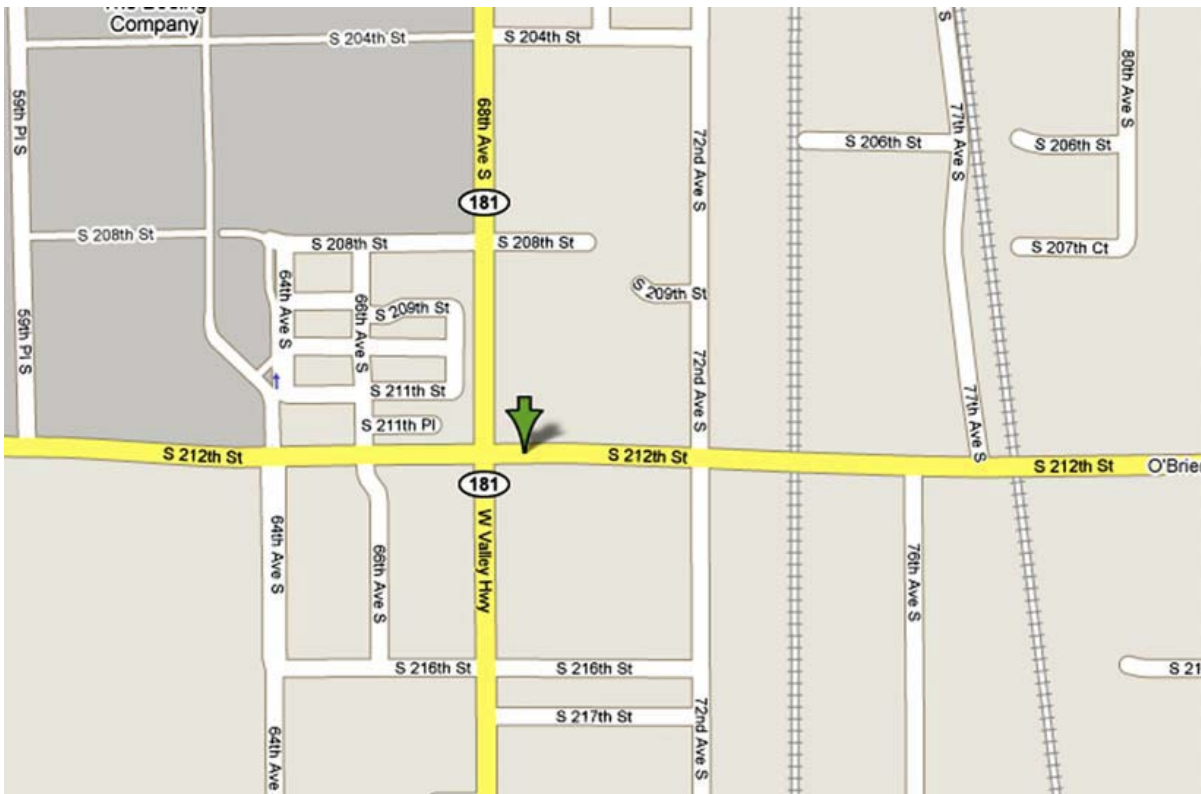 Company
S 204th St
S 204th St
S
80th Ave S
59th Pl S
68th Ave S
72nd Ave S
77th Ave S
S 206th St
S 206th St
181
S 208th St
S 208th St
S 208th St
S 207th Ct
64th Ave S
66th Ave S
S 209th St
S 209th St
59th Pl S
72nd Ave S
77th Ave S
S 211th St
S 211th Pl
S 212th St
S 212th St
S 212th St
181
64th Ave S
66th Ave S
W Valley Hwy
76th Ave S
S 216th St
S 216th St
S 217th St
72nd Ave S
64th Ave